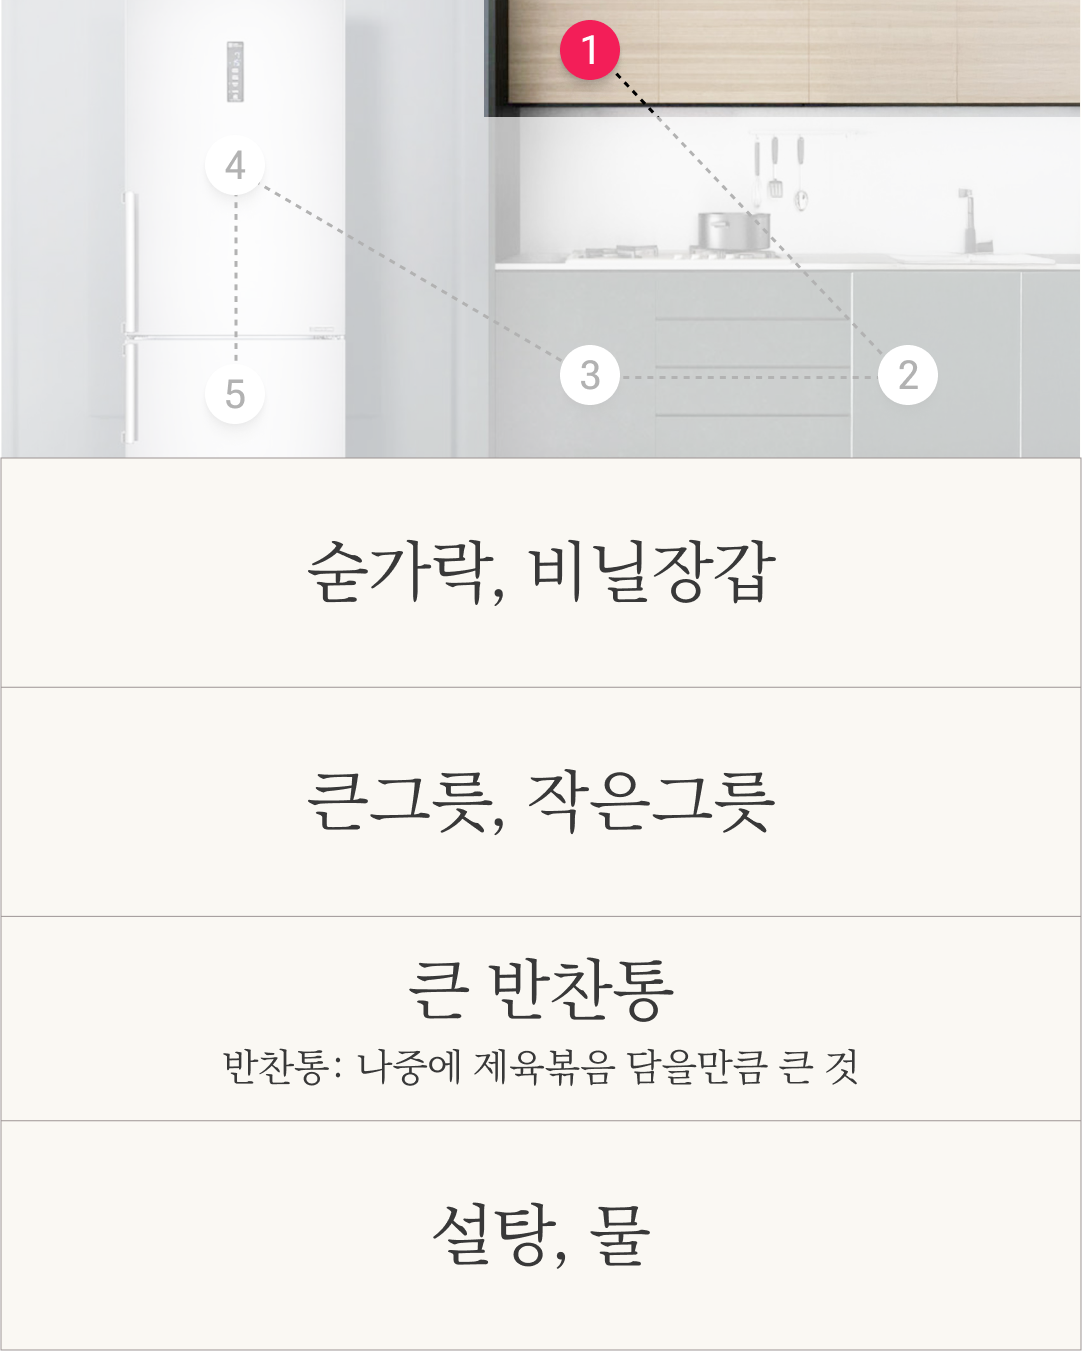 1
4
3
2
5
숟가락, 비닐장갑
큰그릇, 작은그릇
큰 반찬통
반찬통: 나중에 제육볶음 담을만큼 큰 것
설탕, 물